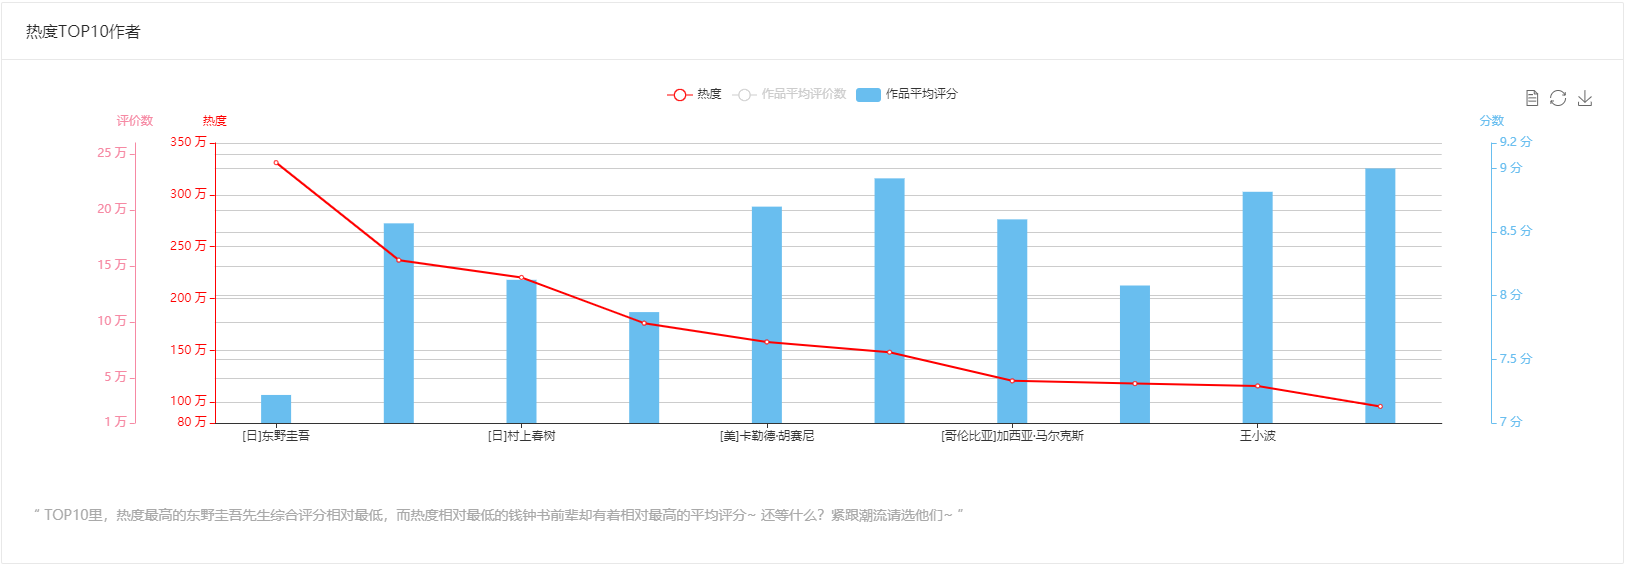 热度TOP10作者
热度 作品平均评价数 作品平均评分
评价数 热度 分数
25 万
20 万
15 万
10 万
5 万
1 万
350 万
300 万
250 万
200 万
150 万
100 万
80 万
9.2 分
9 分
8.5 分
8 分
7.5 分
7 分
[日]东野圭吾 [日]村上春树 [美]卡勒德·胡赛尼 [哥伦比亚]加西亚·马尔克斯 王小波
“ TOP10里，热度最高的东野圭吾先生综合评分相对最低，而热度相对最低的钱钟书前辈却有着相对最高的平均评分~ 还等什么？紧跟潮流请选他们~ ”